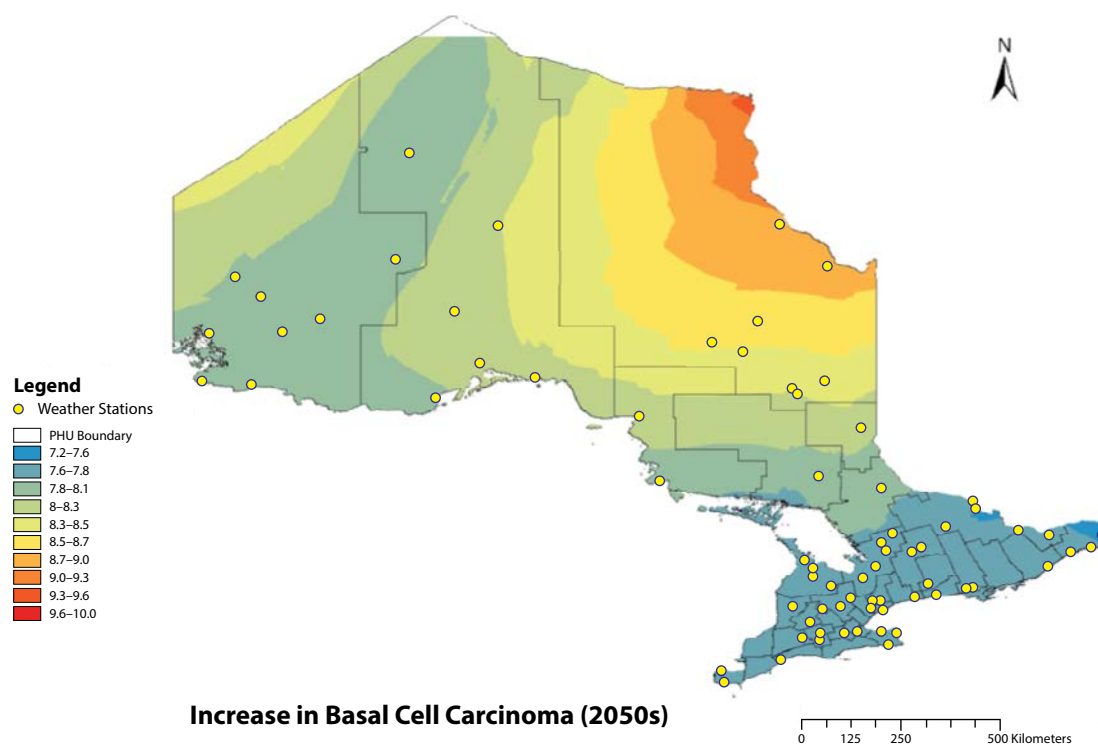 N
Legend
Weather Stations
PHU Boundary
7.2–7.6
7.6–7.8
7.8–8.1
8–8.3
8.3–8.5
8.5–8.7
8.7–9.0
9.0–9.3
9.3–9.6
9.6–10.0
Increase in Basal Cell Carcinoma (2050s)
0 125 250 500 Kilometers